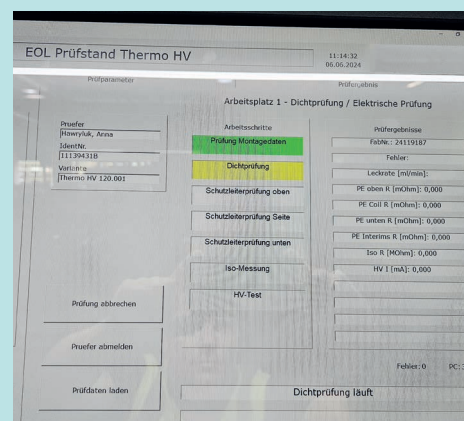 EOL Prüfstand Thermo HV
11:14:32
06.06.2024
Prüfparameter
Prüfergebnis
Arbeitsplatz 1 - Dichtprüfung / Elektrische Prüfung
Pruefer
Hawryluk, Anna
IdentNr.
11139431B
Variante
Thermo HV 120.001
Prüfung abbrechen
Pruefer abmelden
Prüfdaten laden
Arbeitsschritte
Prüfung Montagedaten
Dichtprüfung
Schutzleiterprüfung oben
Schutzleiterprüfung Seite
Schutzleiterprüfung unten
Iso-Messung
HV-Test
Prüfergebnisse
FabNr.: 24119187
Fehler:
Leckrate [ml/min]:
PE oben R [mOhm]: 0,000
PE Coll R [mOhm]: 0,000
PE unten R [mOhm]: 0,000
PE Interims R [mOhm]: 0,000
Iso R [MOhm]: 0,000
HV I [mA]: 0,000
Fehler: 0
PC:
Dichtprüfung läuft